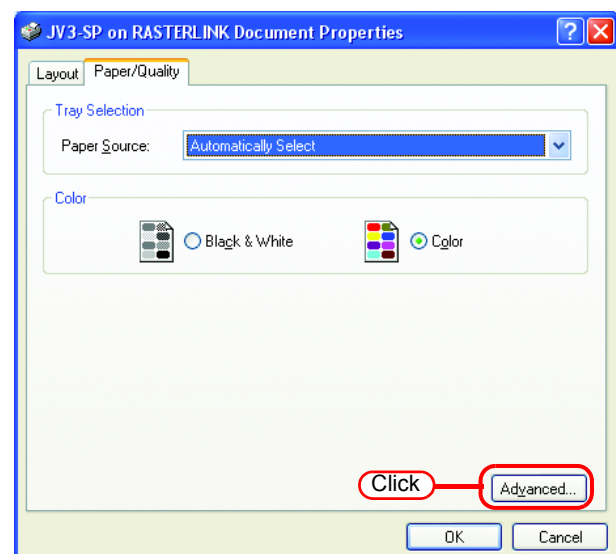 JV3-SP on RASTERLINK Document Properties
Layout Paper/Quality
Tray Selection
Paper Source: Automatically Select
Color
Black & White Color
Click Advanced...
OK Cancel